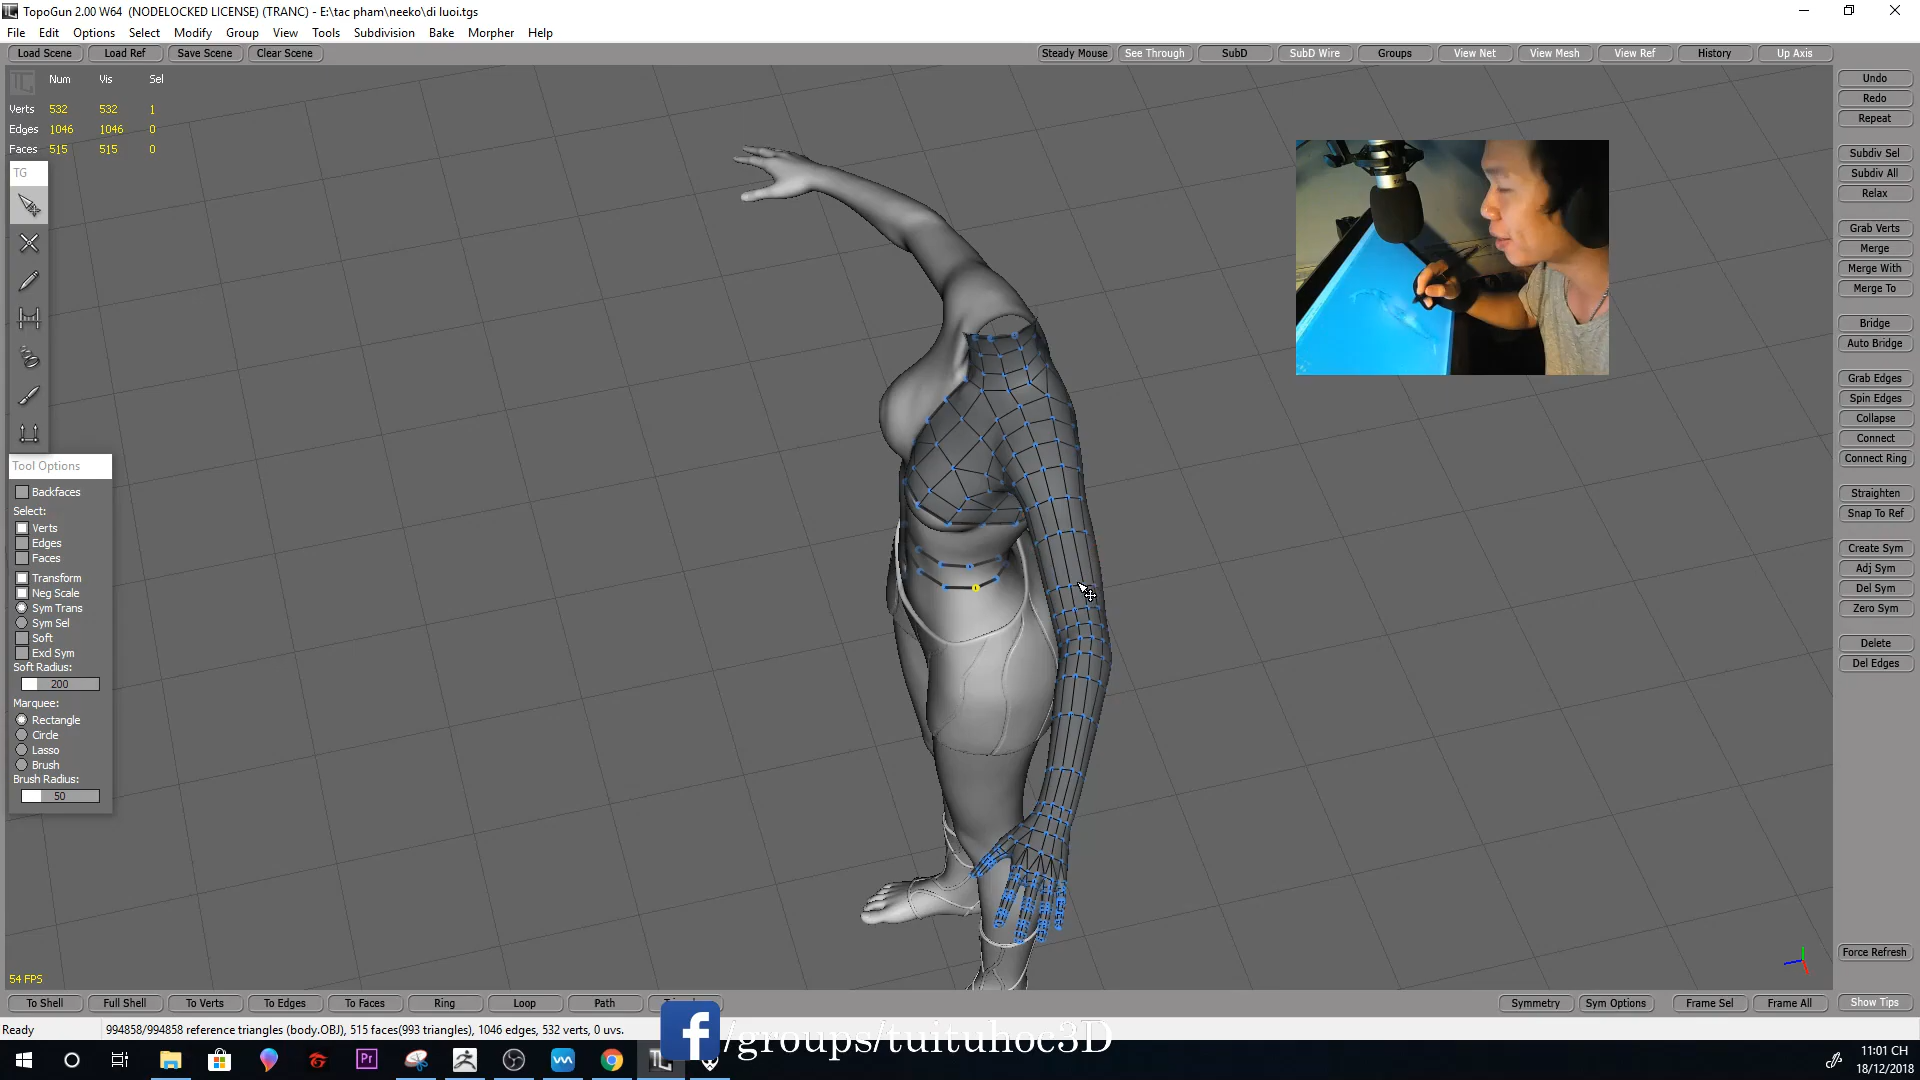 TopoGun 2.00 W64  (NODELOCKED LICENSE) (TRANC) - E:\tac pham\neeko\di luoi.tgs
File Edit Options Select Modify Group View Tools Subdivision Bake Morpher Help
Load Scene Load Ref Save Scene Clear Scene Steady Mouse See Through SubD SubD Wire Groups View Net View Mesh View Ref History Up Axis
Num Vis Sel
Verts 532 532 1
Edges 1046 1046 0
Faces 515 515 0
TG
Tool Options
Backfaces
Select:
Verts
Edges
Faces
Transform
Neg Scale
Sym Trans
Sym Sel
Soft
Excl Sym
Soft Radius:
200
Marquee:
Rectangle
Circle
Lasso
Brush
Brush Radius:
50
Undo
Redo
Repeat
Subdiv Sel
Subdiv All
Relax
Grab Verts
Merge
Merge With
Merge To
Bridge
Auto Bridge
Grab Edges
Spin Edges
Collapse
Connect
Connect Ring
Straighten
Snap To Ref
Create Sym
Adj Sym
Del Sym
Zero Sym
Delete
Del Edges
Force Refresh
54 FPS
To Shell Full Shell To Verts To Edges To Faces Ring Loop Path Symmetry Sym Options Frame Sel Frame All Show Tips
Ready 994858/994858 reference triangles (body.OBJ), 515 faces(993 triangles), 1046 edges, 532 verts, 0 uvs.
/groups/tuituhoc3D
Pr
11:01 CH
18/12/2018